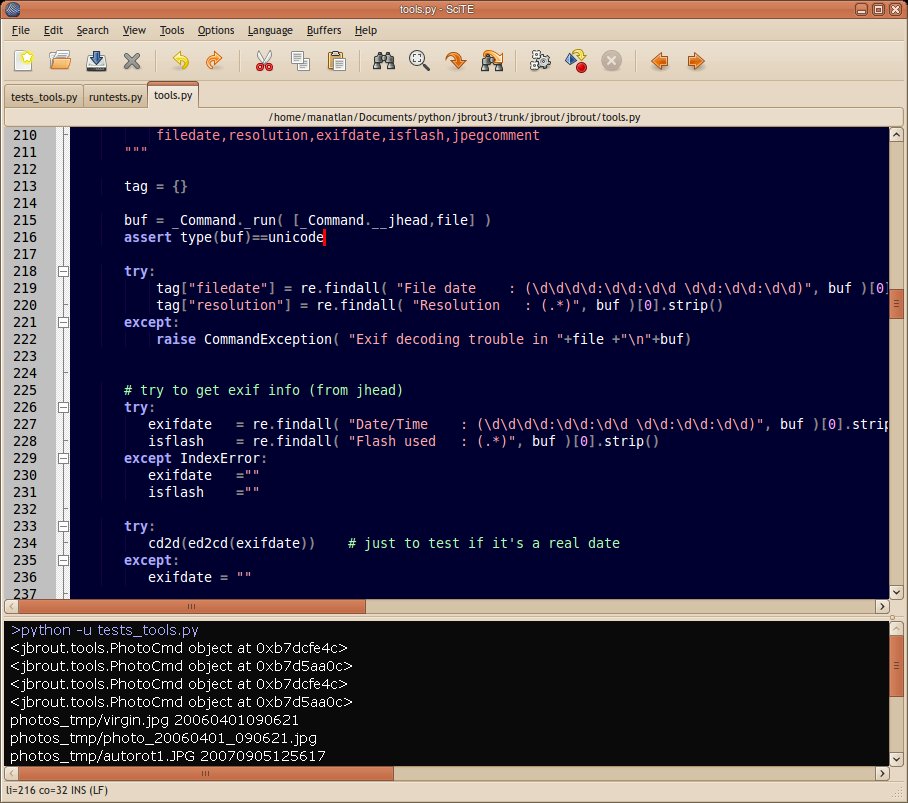 tools.py - SciTE
File Edit Search View Tools Options Language Buffers Help
tests_tools.py runtests.py tools.py
/home/manatlan/Documents/python/jbrout3/trunk/jbrout/jbrout/tools.py
210 filedate,resolution,exifdate,isflash,jpegcomment
211 """
212
213 tag = {}
214
215 buf = _Command._run( [_Command.__jhead,file] )
216 assert type(buf)==unicode
217
218 try:
219 tag["filedate"] = re.findall( "File date    : (\d\d\d\d:\d\d:\d\d \d\d:\d\d:\d\d)", buf )[0]
220 tag["resolution"] = re.findall( "Resolution   : (.*)", buf )[0].strip()
221 except:
222 raise CommandException( "Exif decoding trouble in "+file +"\n"+buf)
223
224
225 # try to get exif info (from jhead)
226 try:
227 exifdate   = re.findall( "Date/Time    : (\d\d\d\d:\d\d:\d\d \d\d:\d\d:\d\d)", buf )[0].strip
228 isflash    = re.findall( "Flash used   : (.*)", buf )[0].strip()
229 except IndexError:
230 exifdate   =""
231 isflash    =""
232
233 try:
234 cd2d(ed2cd(exifdate))    # just to test if it's a real date
235 except:
236 exifdate = ""
237
>python -u tests_tools.py
<jbrout.tools.PhotoCmd object at 0xb7dcfe4c>
<jbrout.tools.PhotoCmd object at 0xb7d5aa0c>
<jbrout.tools.PhotoCmd object at 0xb7dcfe4c>
<jbrout.tools.PhotoCmd object at 0xb7d5aa0c>
photos_tmp/virgin.jpg 20060401090621
photos_tmp/photo_20060401_090621.jpg
photos_tmp/autorot1.JPG 20070905125617
li=216 co=32 INS (LF)